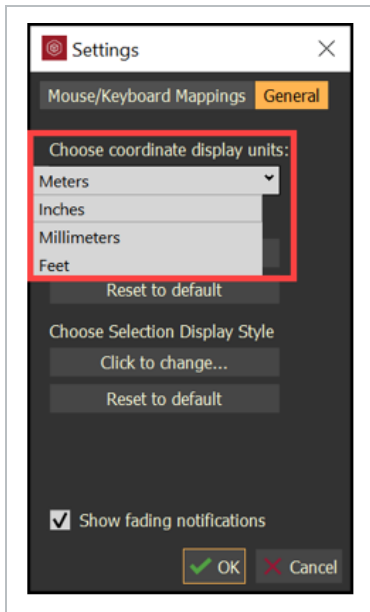 Settings
Mouse/Keyboard Mappings General
Choose coordinate display units:
Meters
Inches
Millimeters
Feet
Reset to default
Choose Selection Display Style
Click to change...
Reset to default
Show fading notifications
OK Cancel